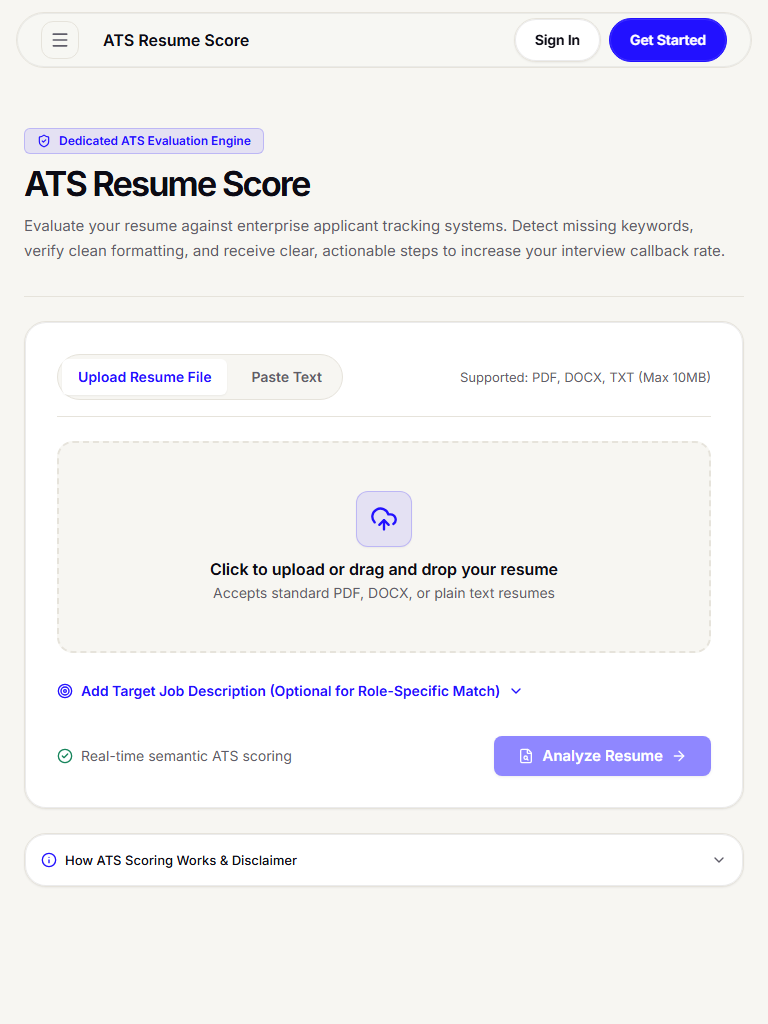 ATS Resume Score
Sign In
Get Started
Dedicated ATS Evaluation Engine
ATS Resume Score
Evaluate your resume against enterprise applicant tracking systems. Detect missing keywords,
verify clean formatting, and receive clear, actionable steps to increase your interview callback rate.
Upload Resume File
Paste Text
Supported: PDF, DOCX, TXT (Max 10MB)
Click to upload or drag and drop your resume
Accepts standard PDF, DOCX, or plain text resumes
Add Target Job Description (Optional for Role-Specific Match)
Real-time semantic ATS scoring
Analyze Resume
How ATS Scoring Works & Disclaimer